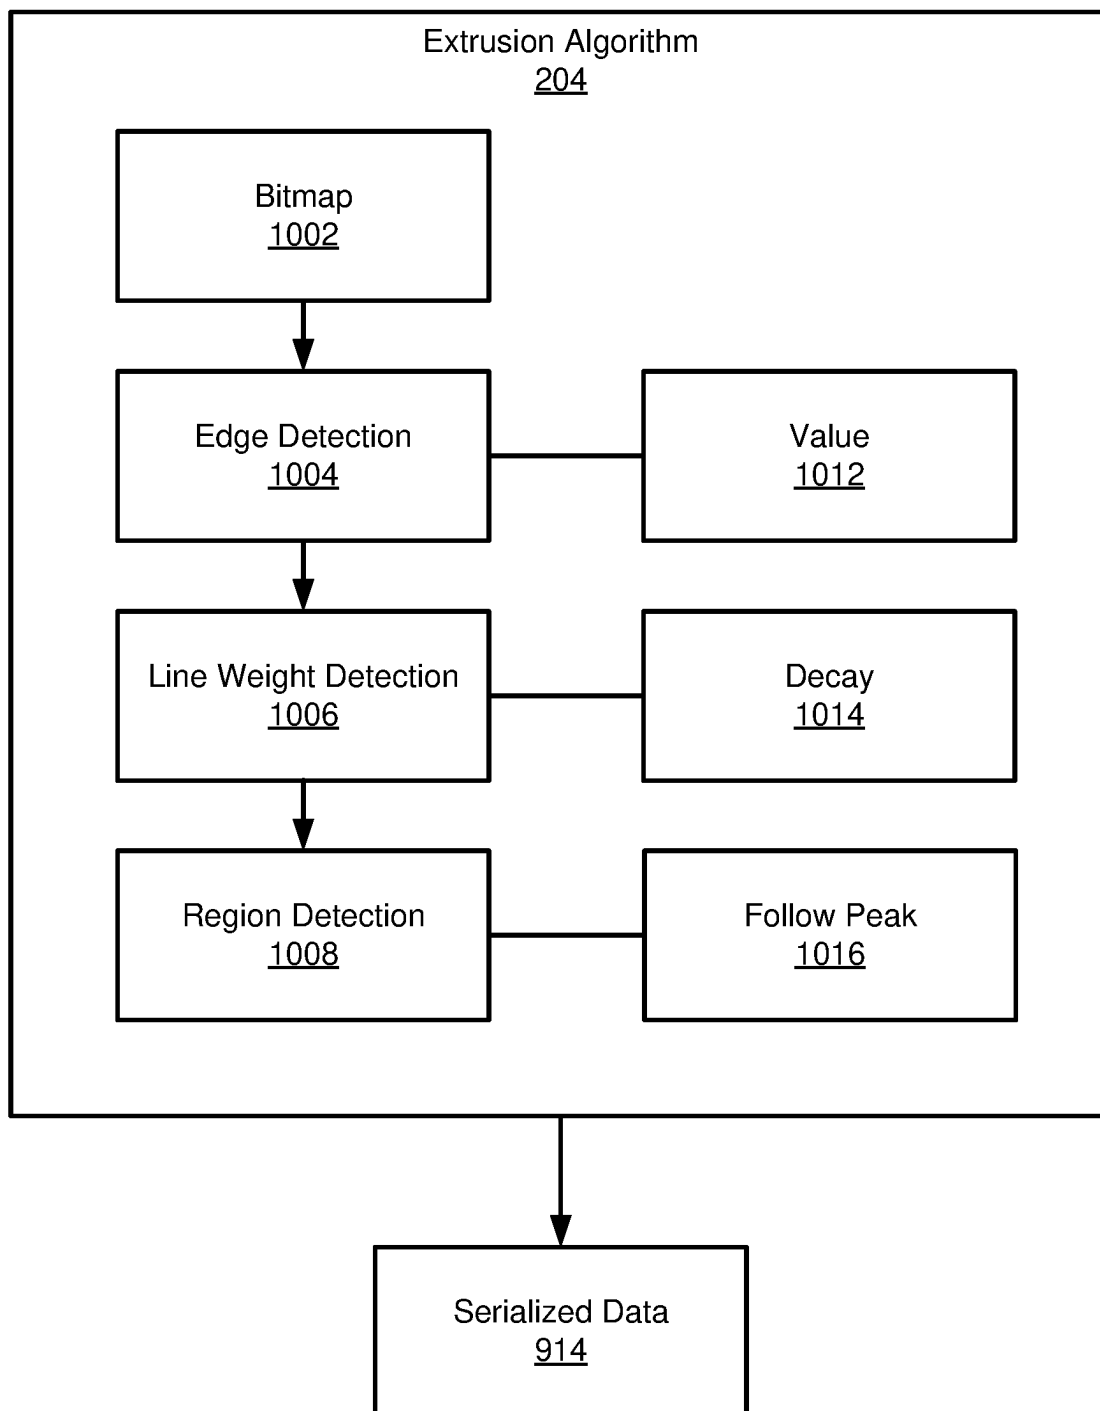 Extrusion Algorithm
204
Bitmap
1002
Edge Detection
1004
Value
1012
Line Weight Detection
1006
Decay
1014
Region Detection
1008
Follow Peak
1016
Serialized Data
914